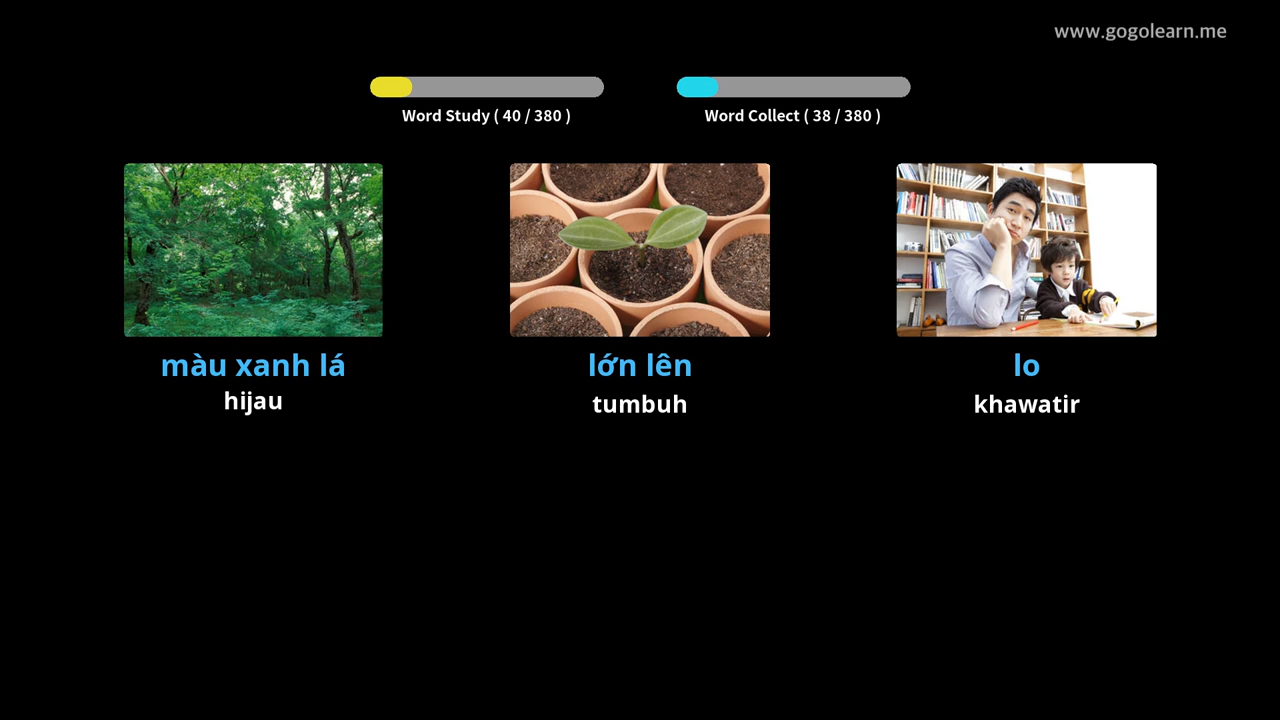 www.gogolearn.me
Word Study ( 40 / 380 )
Word Collect ( 38 / 380 )
màu xanh lá
hijau
lớn lên
tumbuh
lo
khawatir